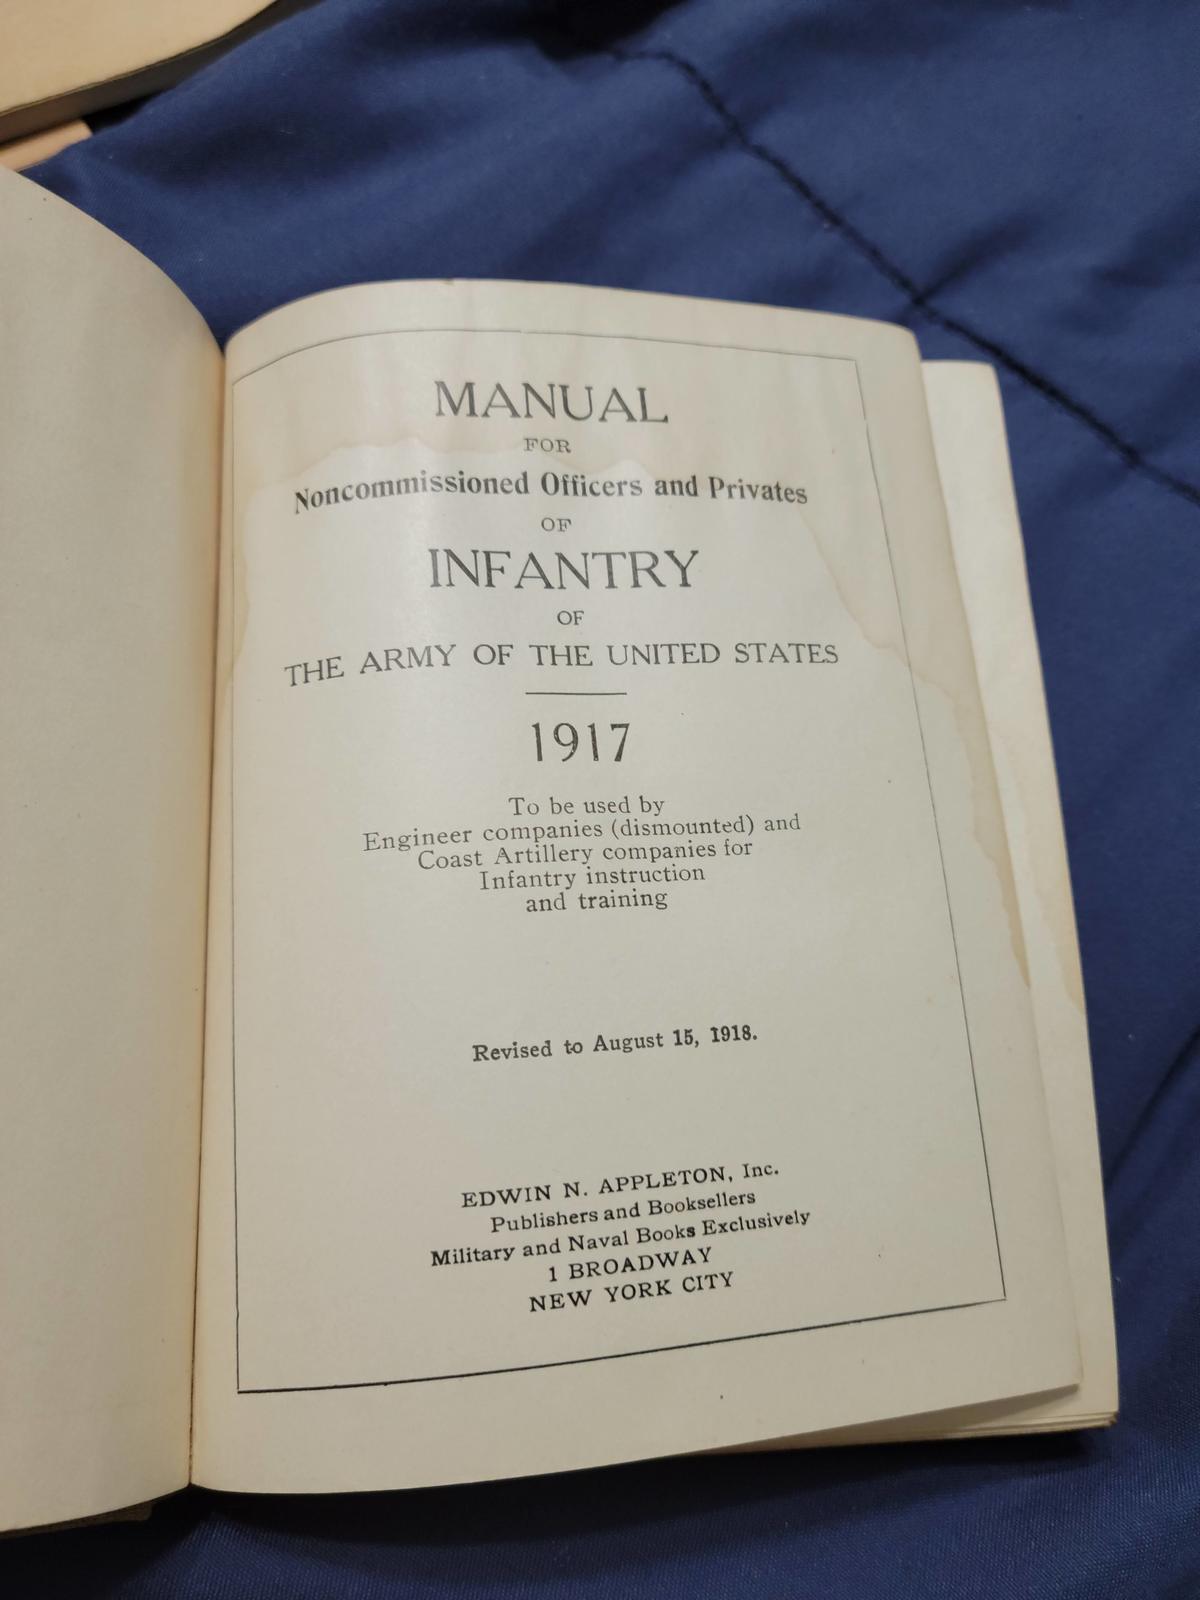 MANUAL
FOR
Noncommissioned Officers and Privates
OF
INFANTRY
OF
THE ARMY OF THE UNITED STATES
1917
To be used by
Engineer companies (dismounted) and
Coast Artillery companies for
Infantry instruction
and training
Revised to August 15, 1918.
EDWIN N. APPLETON, Inc.
Publishers and Booksellers
Military and Naval Books Exclusively
1 BROADWAY
NEW YORK CITY